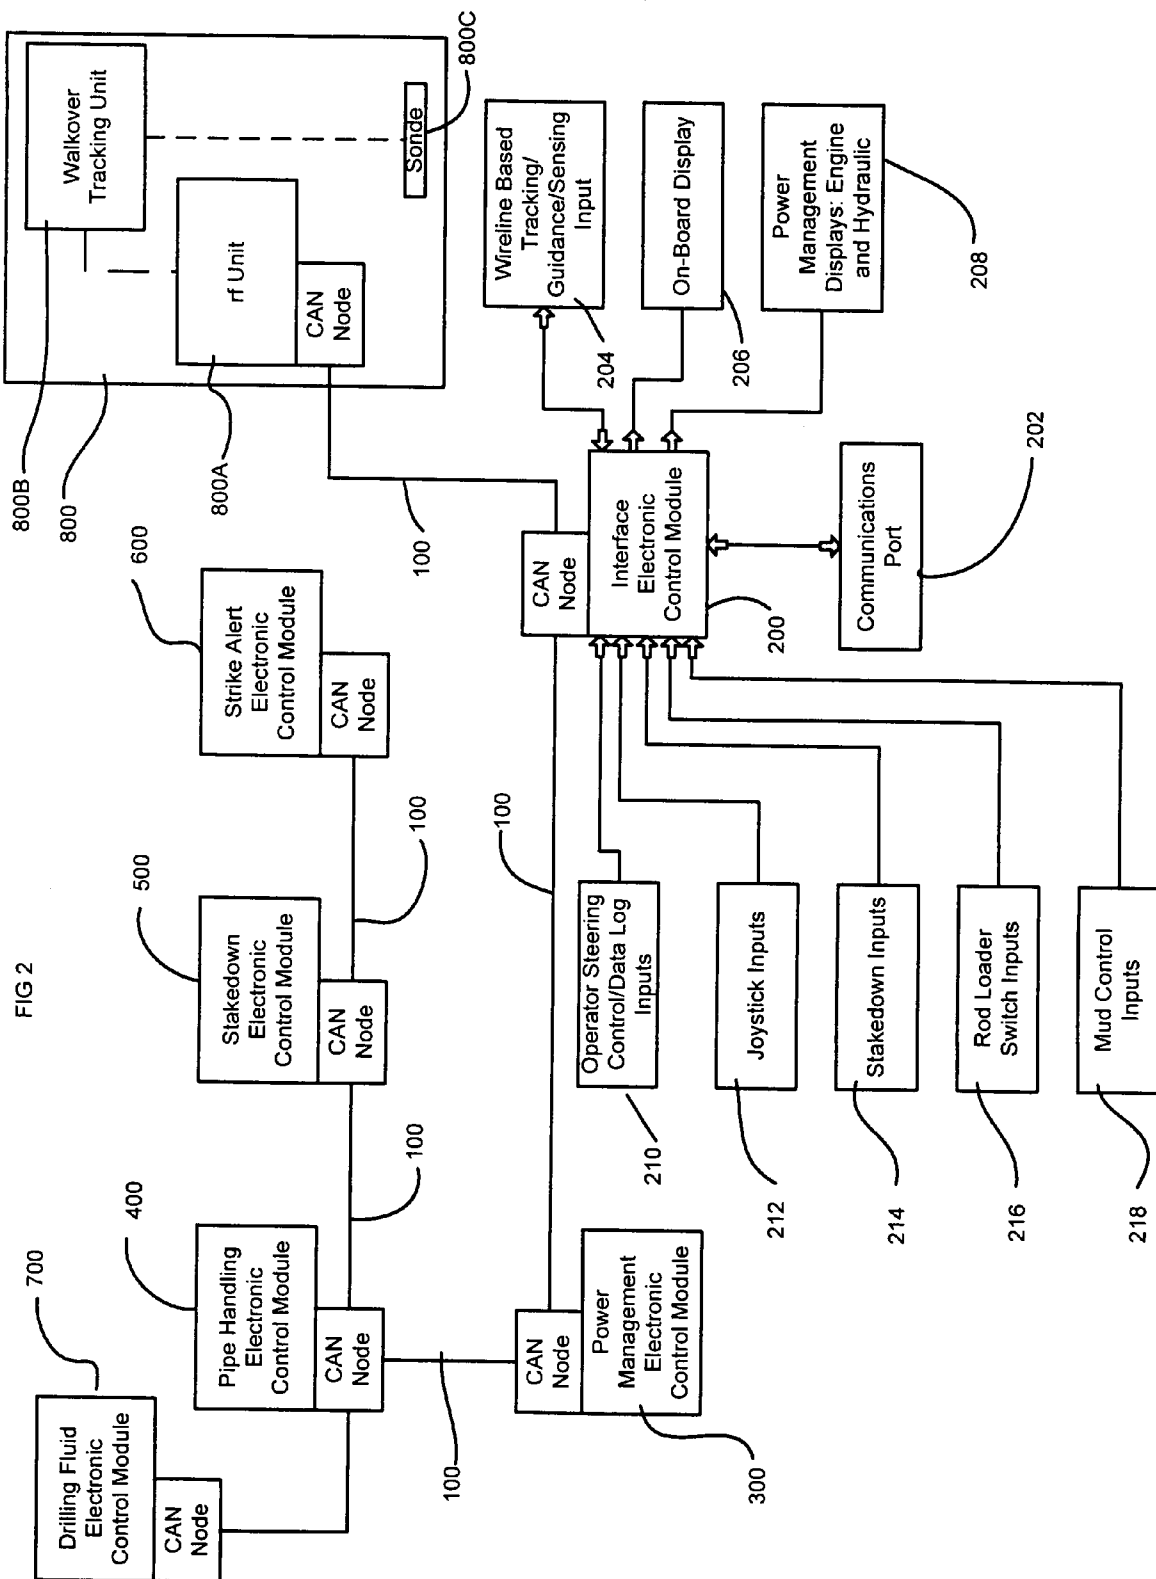 FIG 2
700
Drilling Fluid
Electronic
Control Module
CAN
Node
400
Pipe Handling
Electronic
Control Module
CAN
Node
100
500
Stakedown
Electronic
Control Module
CAN
Node
100
600
Strike Alert
Electronic
Control Module
CAN
Node
100
800B
800
800A
Walkover
Tracking Unit
rf Unit
CAN
Node
Sonde
800C
100
CAN
Node
Power
Management
Electronic
Control Module
300
100
CAN
Node
Interface
Electronic
Control Module
200
Wireline Based
Tracking/
Guidance/Sensing
Input
204
On-Board Display
206
Power
Management
Displays: Engine
and Hydraulic
208
Communications
Port
202
Operator Steering
Control/Data Log
Inputs
210
Joystick Inputs
212
Stakedown Inputs
214
Rod Loader
Switch Inputs
216
Mud Control
Inputs
218